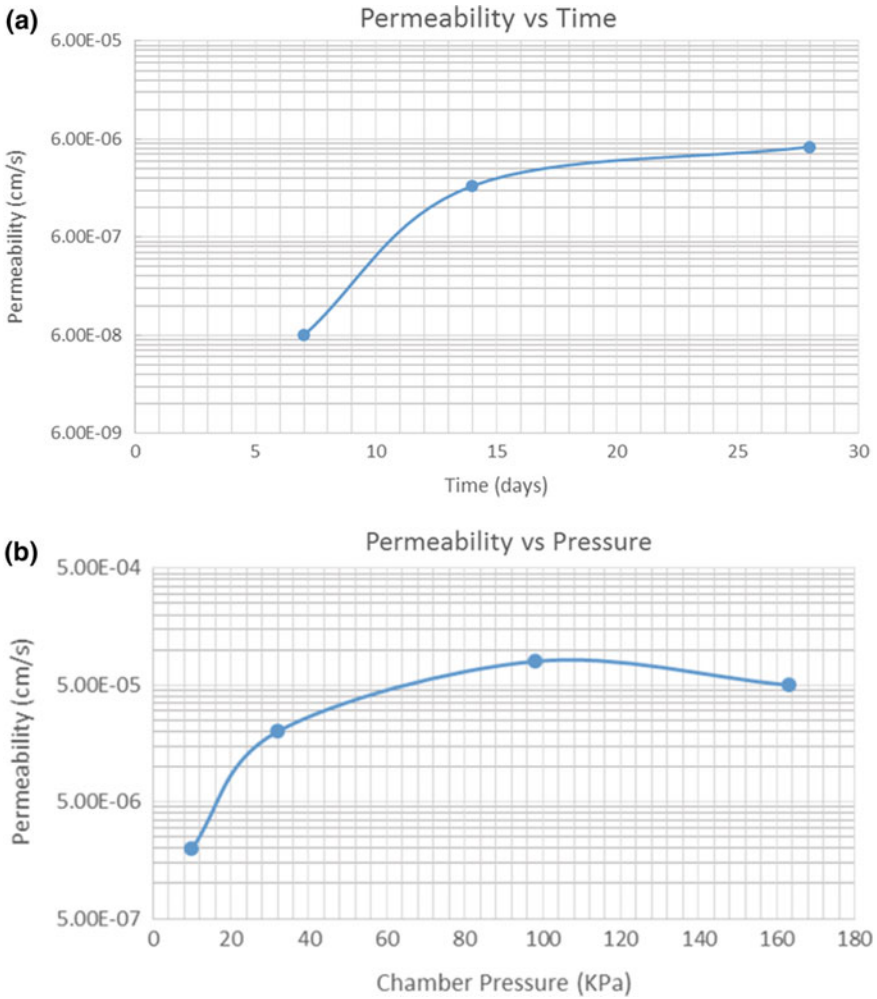 (a)
Permeability vs Time
6.00E-05
6.00E-06
6.00E-07
6.00E-08
6.00E-09
Permeability (cm/s)
0 5 10 15 20 25 30
Time (days)
(b)
Permeability vs Pressure
5.00E-04
5.00E-05
5.00E-06
5.00E-07
Permeability (cm/s)
0 20 40 60 80 100 120 140 160 180
Chamber Pressure (KPa)